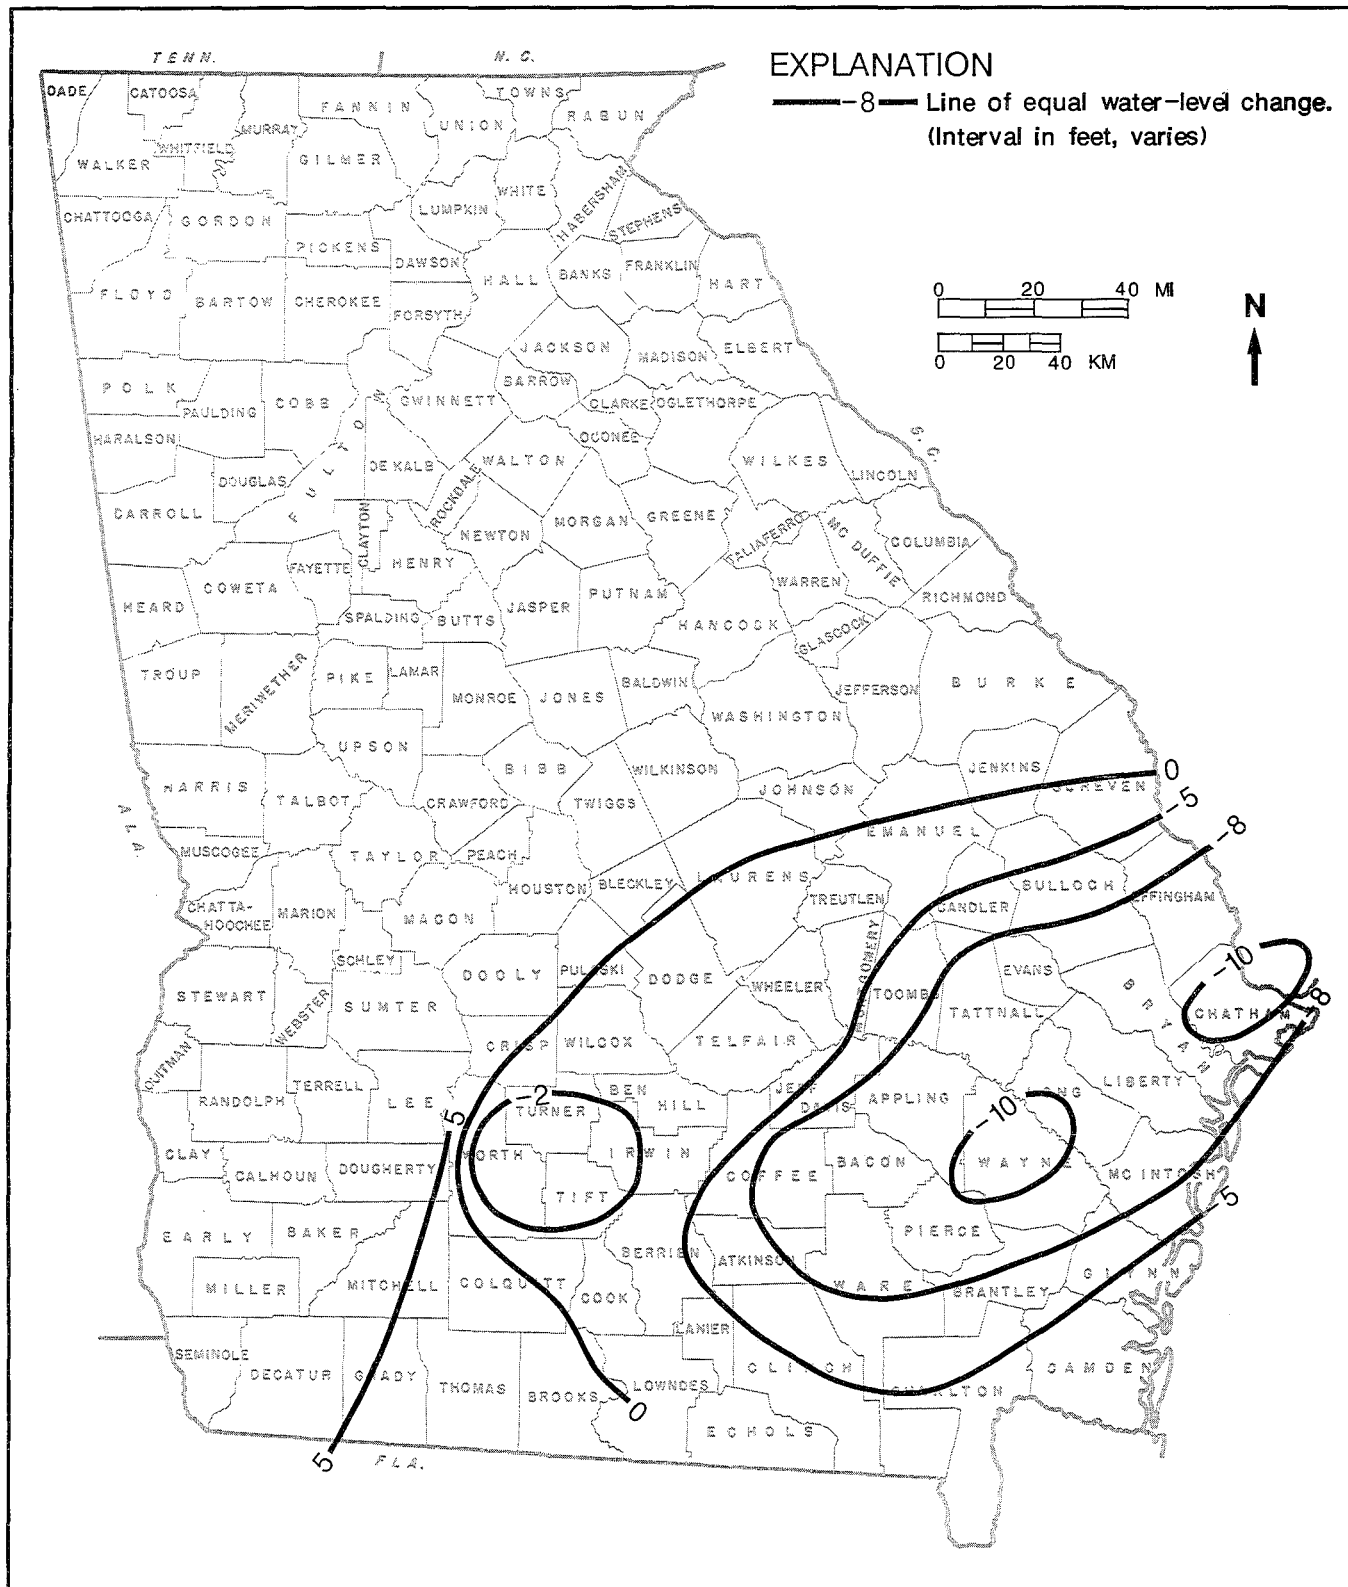 TENN.
N. C.
EXPLANATION
-8 Line of equal water-level change.
(Interval in feet, varies)
DADE
CATOOSA
FANNIN
TOWNS
UNION
RABUN
MURRAY
WHITFIELD
WALKER
GILMER
WHITE
HABERSHAM
LUMPKIN
STEPHENS
CHATTOOGA
GORDON
PICKENS
DAWSON
HALL
BANKS
FRANKLIN
HART
FLOYD
BARTOW
CHEROKEE
FORSYTH
0 20 40 MI
0 20 40 KM
N
JACKSON
MADISON
ELBERT
POLK
PAULDING
COBB
GWINNETT
BARROW
CLARKE
OGLETHORPE
HARALSON
OCONEE
FULTON
DE KALB
WALTON
WILKES
LINCOLN
S. C.
DOUGLAS
ROCKDALE
CARROLL
CLAYTON
NEWTON
MORGAN
GREENE
TALIAFERRO
MC DUFFIE
COLUMBIA
FAYETTE
HENRY
COWETA
HEARD
SPALDING
BUTTS
JASPER
PUTNAM
HANCOCK
WARREN
RICHMOND
GLASCOCK
TROUP
MERIWETHER
PIKE
LAMAR
MONROE
JONES
BALDWIN
WASHINGTON
JEFFERSON
BURKE
UPSON
BIBB
WILKINSON
JENKINS
SCREVEN
0
HARRIS
TALBOT
CRAWFORD
TWIGGS
JOHNSON
-5
ALA.
EMANUEL
-8
MUSCOGEE
TAYLOR
PEACH
HOUSTON
BLECKLEY
LAURENS
TREUTLEN
CANDLER
BULLOCH
EFFINGHAM
CHATTA-
HOOCHEE
MARION
MACON
SCHLEY
DOOLY
PULASKI
DODGE
WHEELER
MONTGOMERY
TOOMBS
EVANS
TATTNALL
BRYAN
-10
CHATHAM
-8
STEWART
WEBSTER
SUMTER
CRISP
WILCOX
TELFAIR
QUITMAN
RANDOLPH
TERRELL
LEE
5
-2
TURNER
BEN
HILL
JEFF
DAVIS
APPLING
-10
LONG
LIBERTY
CLAY
CALHOUN
DOUGHERTY
WORTH
IRWIN
COFFEE
BACON
WAYNE
MC INTOSH
TIFT
5
EARLY
BAKER
BERRIEN
ATKINSON
PIERCE
MILLER
MITCHELL
COLQUITT
COOK
WARE
BRANTLEY
GLYNN
LANIER
SEMINOLE
DECATUR
GRADY
THOMAS
BROOKS
LOWNDES
CLINCH
CHARLTON
CAMDEN
0
ECHOLS
5
FLA.